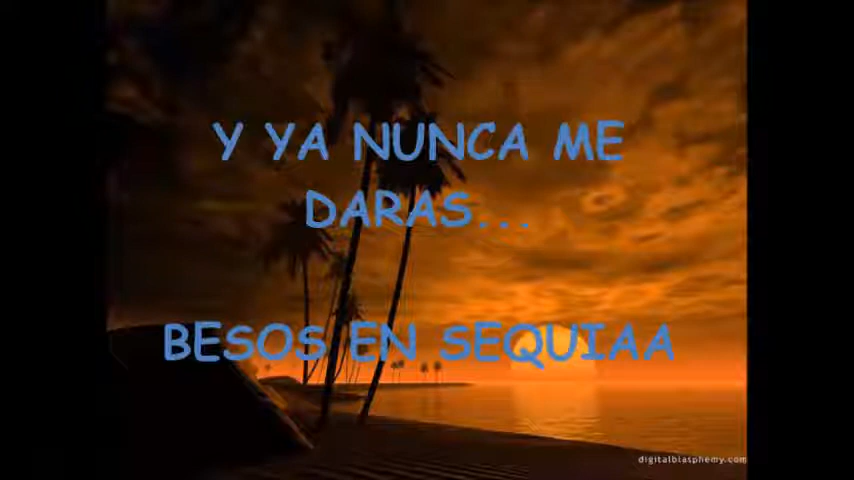 Y YA NUNCA ME
DARAS...
BESOS EN SEQUIAA
digitalblasphemy.com